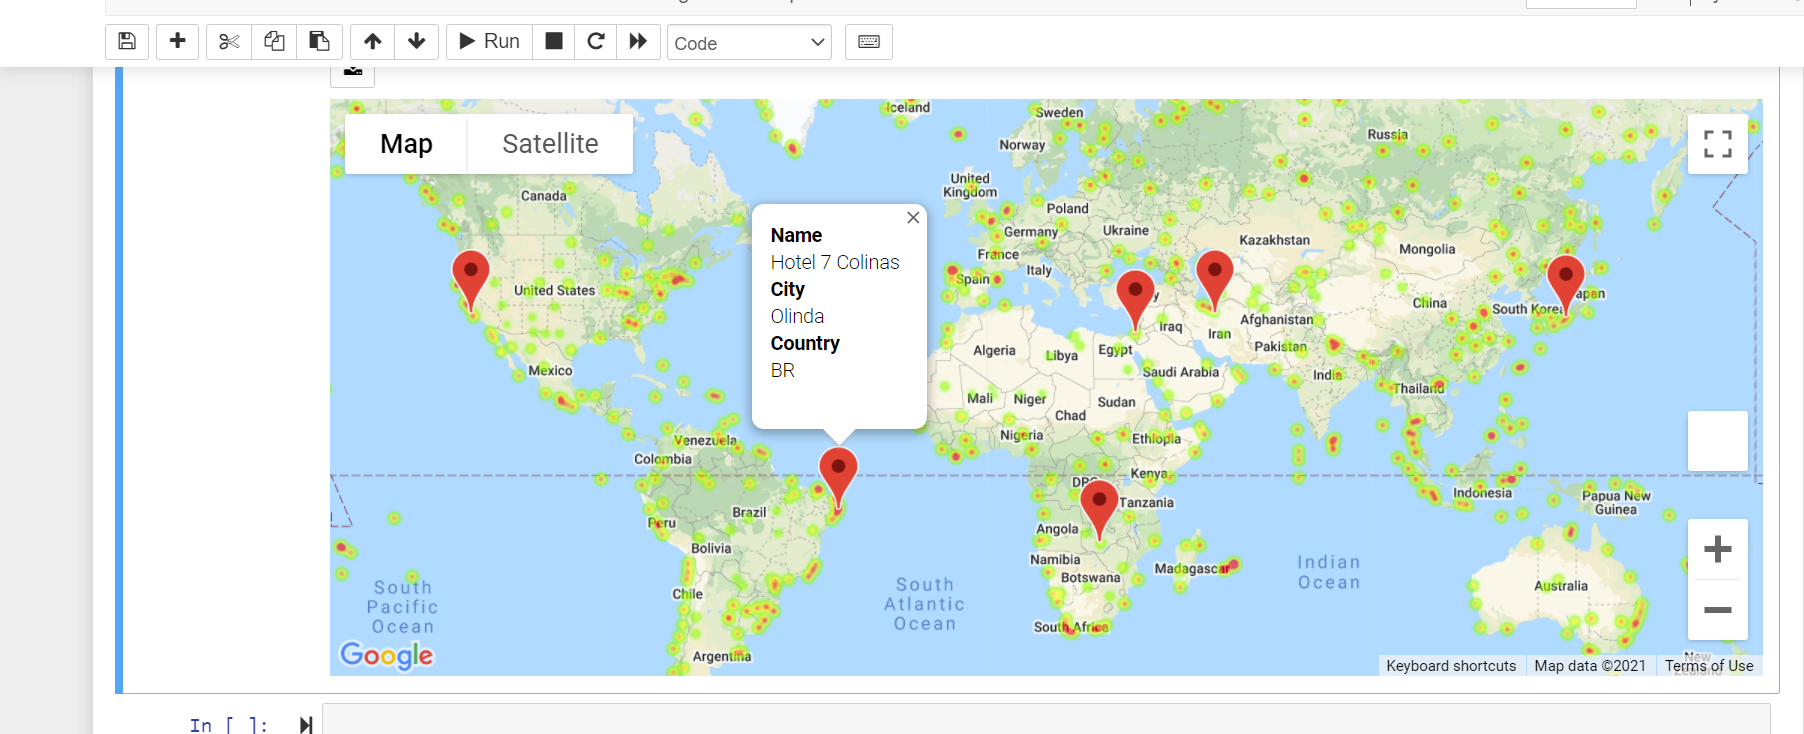 Run
Code
Map
Satellite
Iceland
Sweden
Norway
Russia
Canada
United
Kingdom
Poland
Germany
Ukraine
Kazakhstan
Mongolia
France
Italy
Spain
United States
China
South Korea
apan
y
Iraq
Iran
Afghanistan
Pakistan
Algeria
Libya
Egypt
Saudi Arabia
India
Thailand
Mexico
Mali
Niger
Chad
Sudan
Nigeria
Ethiopia
Venezuela
Colombia
Kenya
DRC
Tanzania
Indonesia
Papua New
Guinea
Brazil
Peru
Angola
Bolivia
Namibia
Botswana
Madagascar
Indian
Ocean
Australia
Chile
South
Pacific
Ocean
South
Atlantic
Ocean
South Africa
Argentina
New
Zealand
Name
Hotel 7 Colinas
City
Olinda
Country
BR
Google
Keyboard shortcuts
Map data ©2021
Terms of Use
In [ ]: